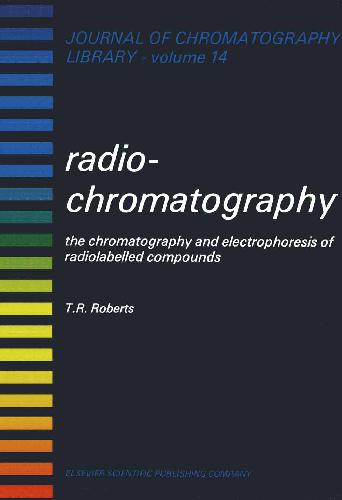 JOURNAL OF CHROMATOGRAPHY
LIBRARY - volume 14
radio-
chromatography
the chromatography and electrophoresis of
radiolabelled compounds
T.R. Roberts
ELSEVIER SCIENTIFIC PUBLISHING COMPANY